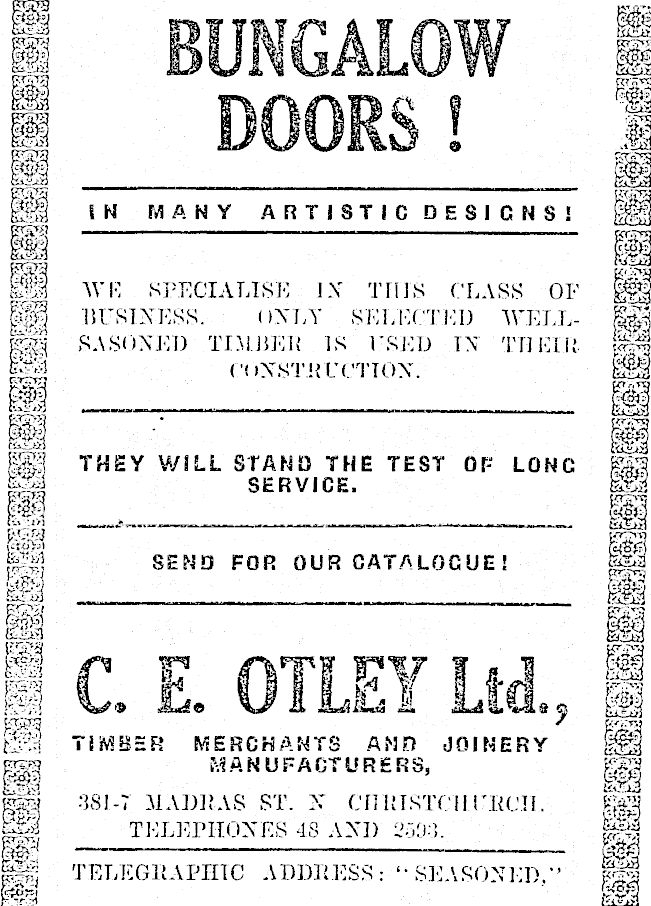 BUNGALOW
DOORS !
IN MANY ARTISTIC DESIGNS!
WE SPECIALISE IN THIS CLASS OF
BUSINESS. ONLY SELECTED WELL-
SASONED TIMBER IS USED IN THEIR
CONSTRUCTION.
THEY WILL STAND THE TEST OF LONG
SERVICE.
SEND FOR OUR CATALOGUE!
C. E. OTLEY Ltd.,
TIMBER MERCHANTS AND JOINERY
MANUFACTURERS,
381-7 MADRAS ST. N CHRISTCHURCH.
TELEPHONES 48 AND 2593.
TELEGRAPHIC ADDRESS: "SEASONED,"